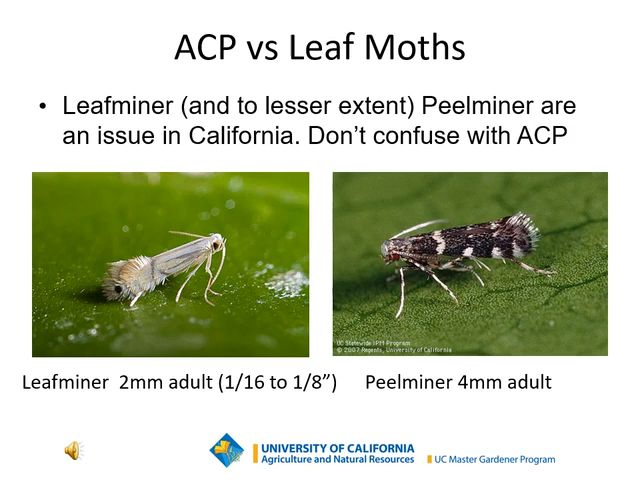 ACP vs Leaf Moths
• Leafminer (and to lesser extent) Peelminer are
an issue in California. Don’t confuse with ACP
UC Statewide IPM Program
© 2007 Regents, University of California
Leafminer  2mm adult (1/16 to 1/8”)
Peelminer 4mm adult
UNIVERSITY OF CALIFORNIA
Agriculture and Natural Resources
UC Master Gardener Program